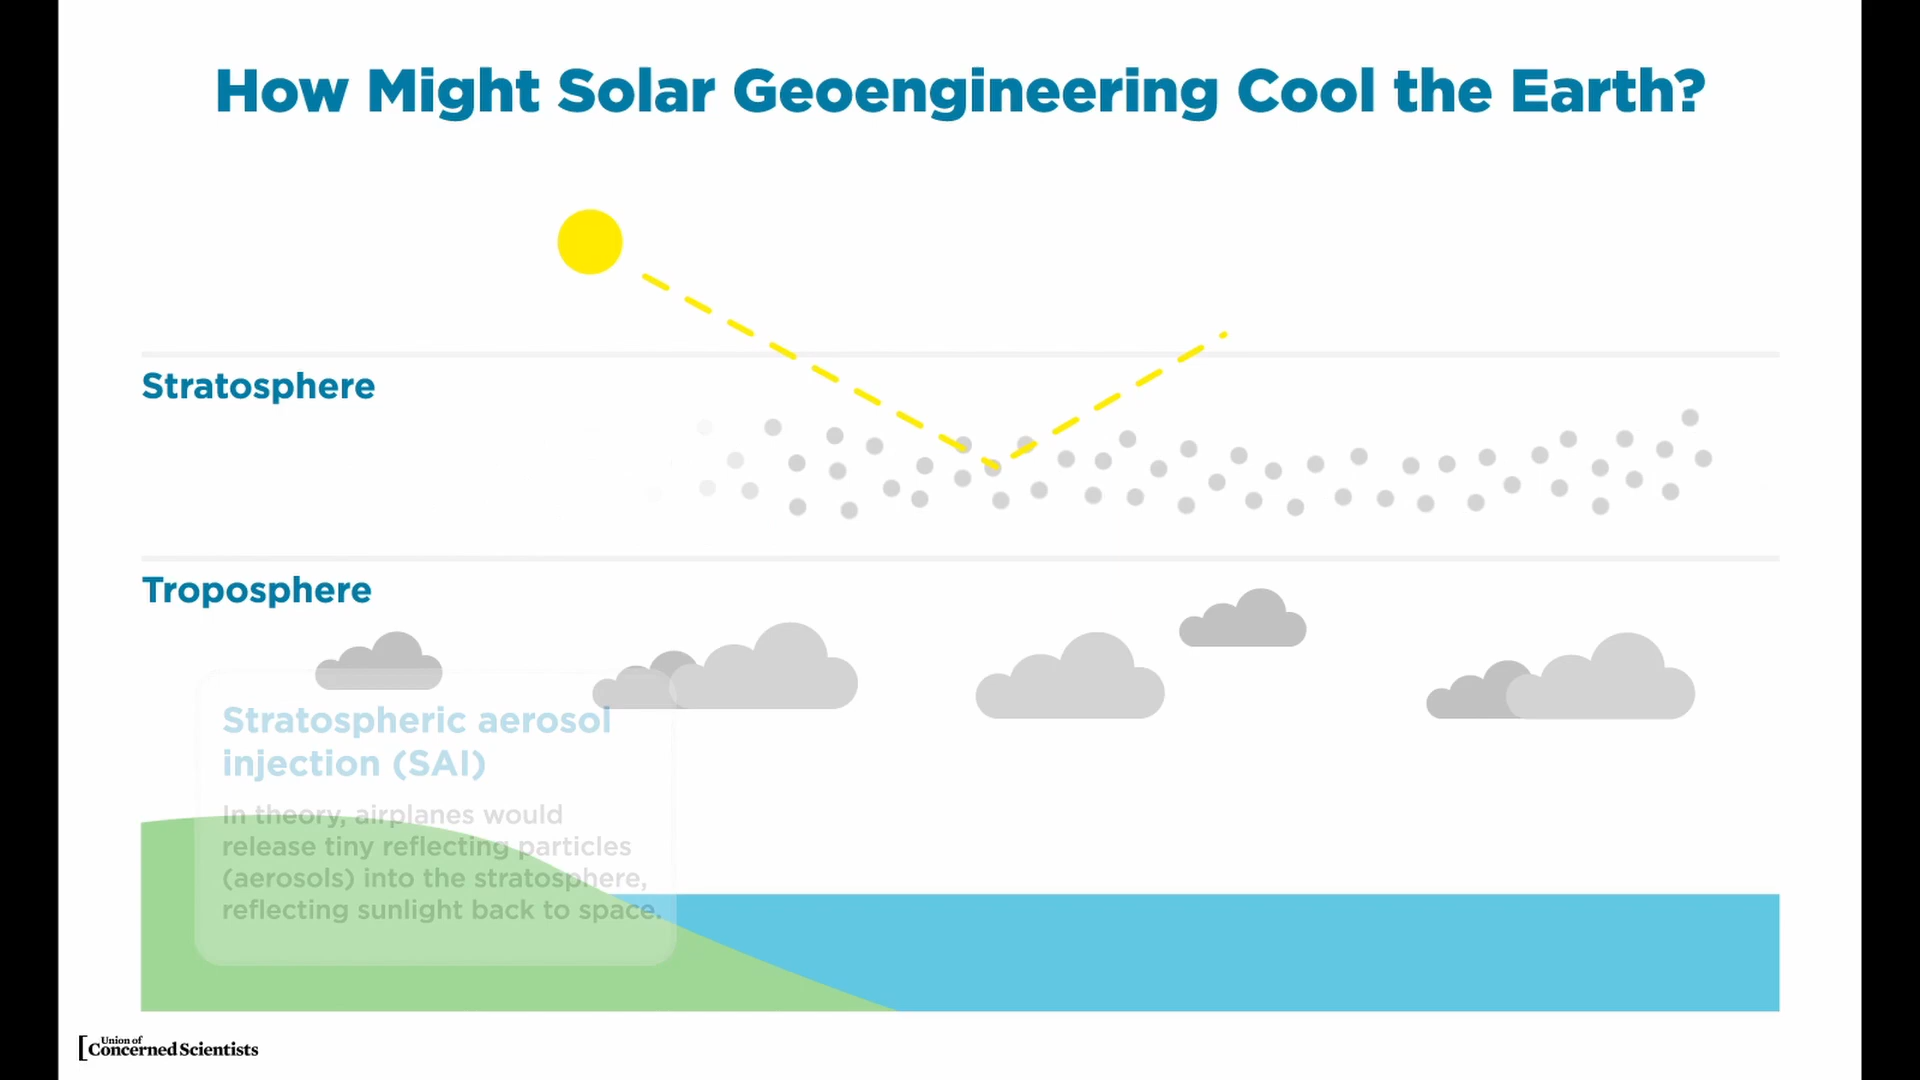 How Might Solar Geoengineering Cool the Earth?
Stratosphere
Troposphere
Stratospheric aerosol
injection (SAI)
In theory, airplanes would
release tiny reflecting particles
(aerosols) into the stratosphere,
reflecting sunlight back to space.
Union of
Concerned Scientists